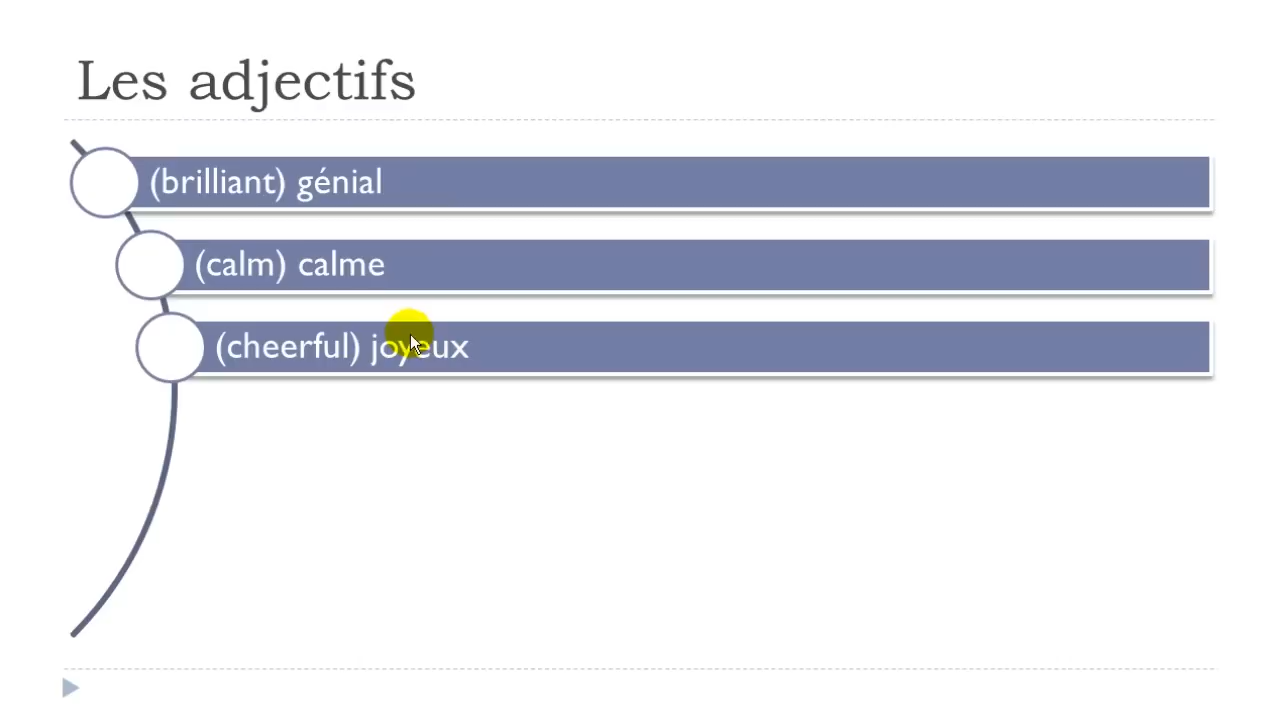 Les adjectifs
(brilliant) génial
(calm) calme
(cheerful) joyeux